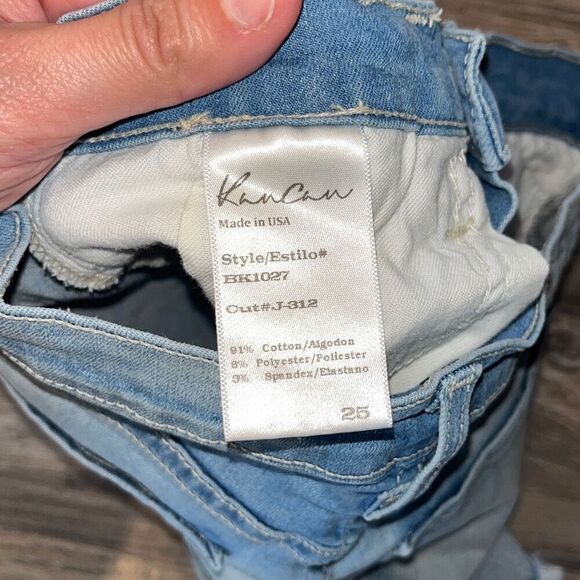 KanCan
Made in USA
Style/Estilo#
BK1027
Cut#J-312
91% Cotton/Algodon
6% Polyester/Poliester
3% Spandex/Elastano
25